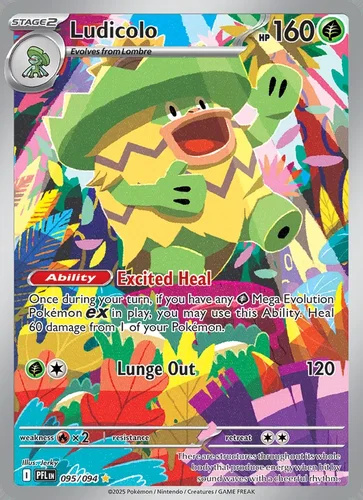 STAGE2
Ludicolo
HP160
Evolves from Lombre
Ability Excited Heal
Once during your turn, if you have any Mega Evolution
Pokémon ex in play, you may use this Ability. Heal
60 damage from 1 of your Pokémon.
Lunge Out 120
weakness ×2 resistance retreat
Illus. Jerky
I PFL EN 095/094
There are structures throughout its whole
body that produce energy when hit by
sound waves with a cheerful rhythm.
©2025 Pokémon / Nintendo / Creatures / GAME FREAK